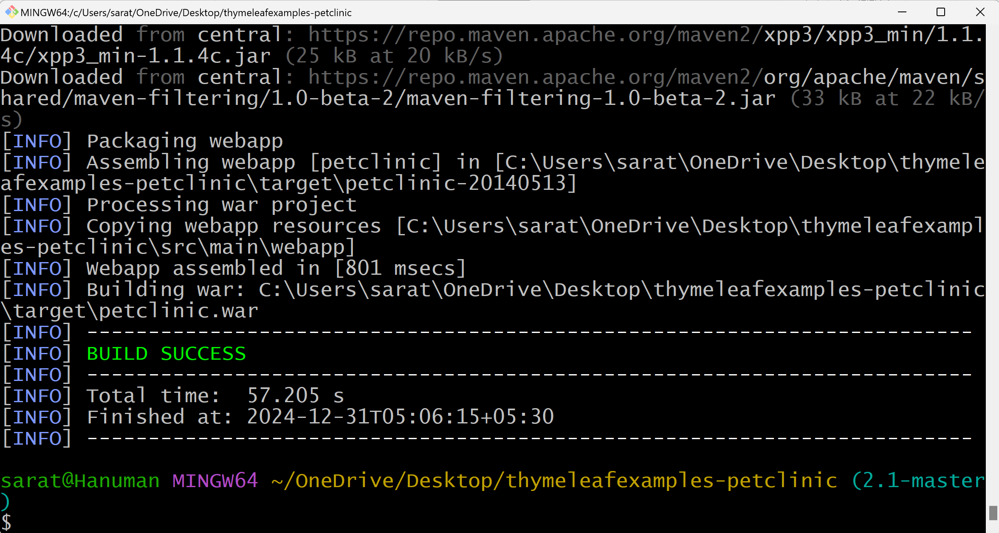 MINGW64:/c/Users/sarat/OneDrive/Desktop/thymeleafexamples-petclinic
Downloaded from central: https://repo.maven.apache.org/maven2/xpp3/xpp3_min/1.1.
4c/xpp3_min-1.1.4c.jar (25 kB at 20 kB/s)
Downloaded from central: https://repo.maven.apache.org/maven2/org/apache/maven/s
hared/maven-filtering/1.0-beta-2/maven-filtering-1.0-beta-2.jar (33 kB at 22 kB/
s)
[INFO] Packaging webapp
[INFO] Assembling webapp [petclinic] in [C:\Users\sarat\OneDrive\Desktop\thymele
afexamples-petclinic\target\petclinic-20140513]
[INFO] Processing war project
[INFO] Copying webapp resources [C:\Users\sarat\OneDrive\Desktop\thymeleafexampl
es-petclinic\src\main\webapp]
[INFO] Webapp assembled in [801 msecs]
[INFO] Building war: C:\Users\sarat\OneDrive\Desktop\thymeleafexamples-petclinic
\target\petclinic.war
[INFO] ------------------------------------------------------------------------
[INFO] BUILD SUCCESS
[INFO] ------------------------------------------------------------------------
[INFO] Total time:  57.205 s
[INFO] Finished at: 2024-12-31T05:06:15+05:30
[INFO] ------------------------------------------------------------------------
sarat@Hanuman MINGW64 ~/OneDrive/Desktop/thymeleafexamples-petclinic (2.1-master
)
$